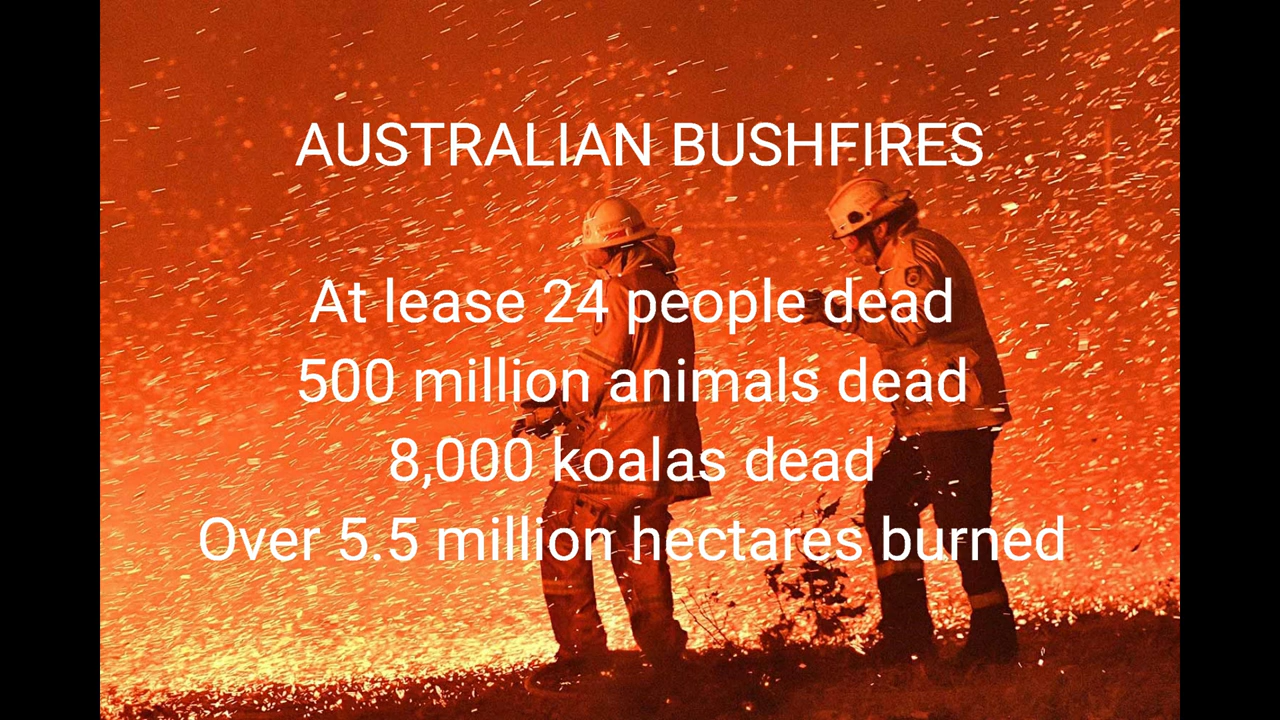 AUSTRALIAN BUSHFIRES
At lease 24 people dead
500 million animals dead
8,000 koalas dead
Over 5.5 million hectares burned